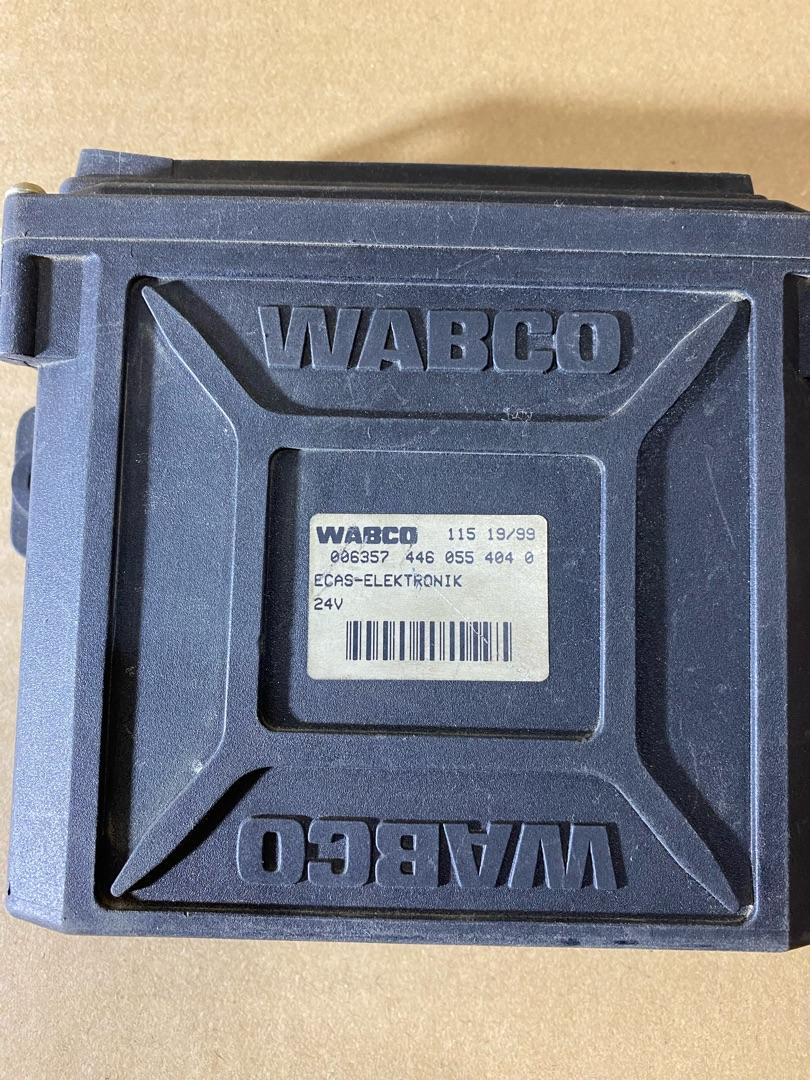 WABCO
WABCO 115 19/99
006357 446 055 404 0
ECAS-ELEKTRONIK
24V
WABCO